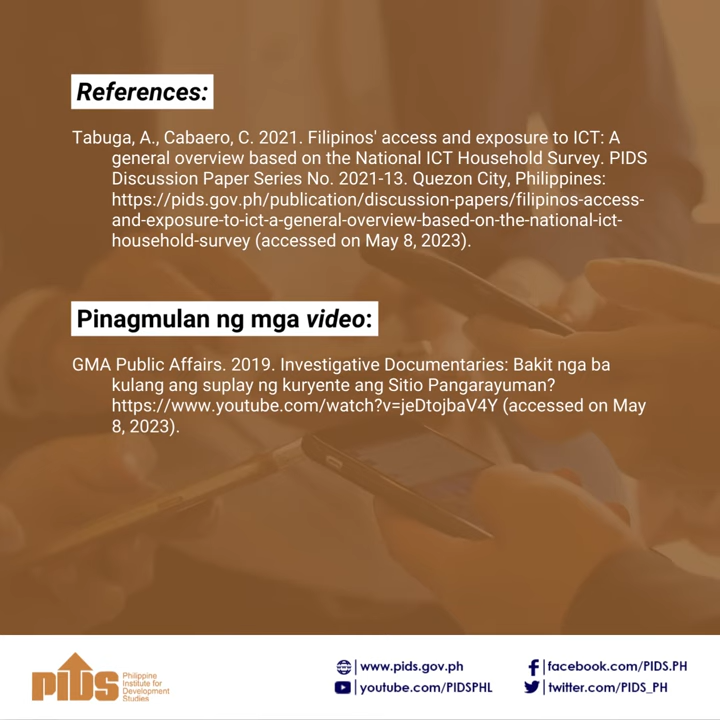 References:
Tabuga, A., Cabaero, C. 2021. Filipinos' access and exposure to ICT: A
general overview based on the National ICT Household Survey. PIDS
Discussion Paper Series No. 2021-13. Quezon City, Philippines:
https://pids.gov.ph/publication/discussion-papers/filipinos-access-
and-exposure-to-ict-a-general-overview-based-on-the-national-ict-
household-survey (accessed on May 8, 2023).
Pinagmulan ng mga video:
GMA Public Affairs. 2019. Investigative Documentaries: Bakit nga ba
kulang ang suplay ng kuryente ang Sitio Pangarayuman?
https://www.youtube.com/watch?v=jeDtojbaV4Y (accessed on May
8, 2023).
PIDS
Philippine
Institute for
Development
Studies
www.pids.gov.ph
facebook.com/PIDS.PH
youtube.com/PIDSPHL
twitter.com/PIDS_PH